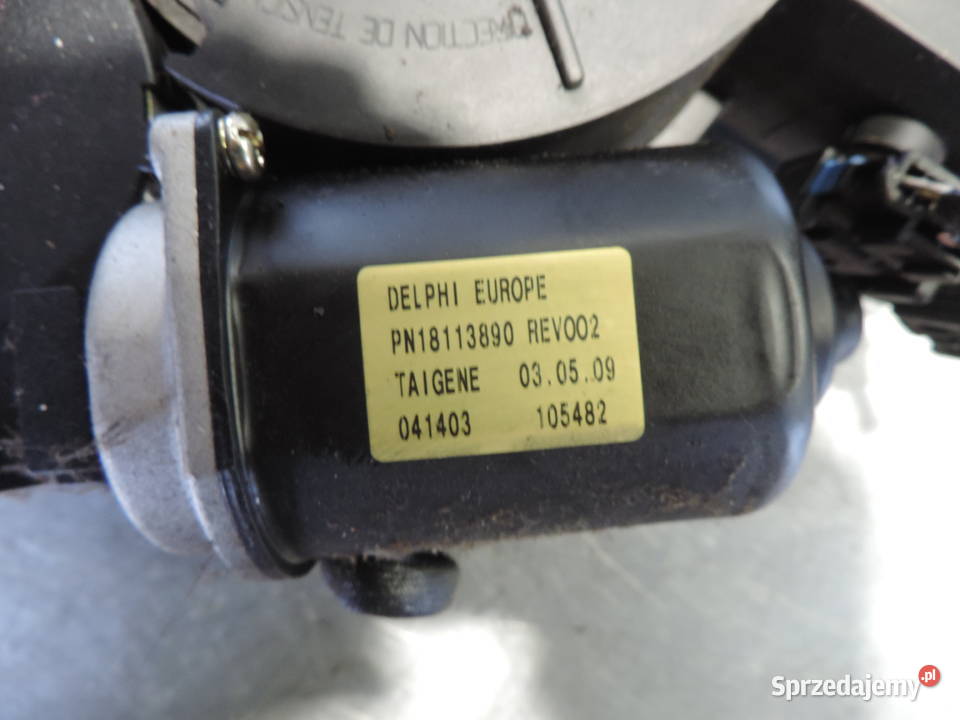 DIRECTION DE TENSION
DELPHI EUROPE
PN18113890 REV002
TAIGENE 03.05.09
041403 105482
Sprzedajemy.pl